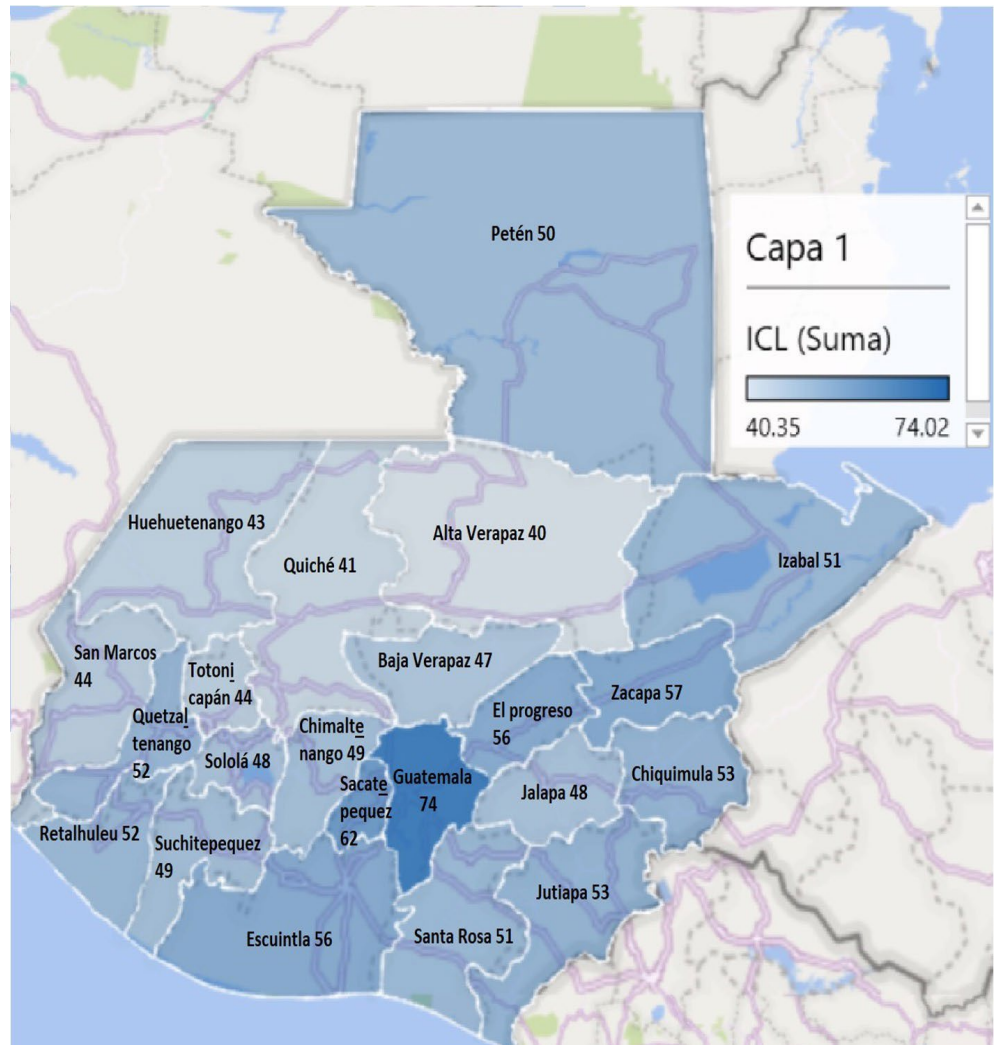 Petén 50
Capa 1
ICL (Suma)
40.35 74.02
Huehuetenango 43
Quiché 41
Alta Verapaz 40
Izabal 51
San Marcos
44
Totoni
capán 44
Baja Verapaz 47
Zacapa 57
El progreso
56
Quetzal
tenango
52
Sololá 48
Chimalte
nango 49
Sacate
pequez
62
Guatemala
74
Jalapa 48
Chiquimula 53
Retalhuleu 52
Suchitepequez
49
Jutiapa 53
Escuintla 56
Santa Rosa 51